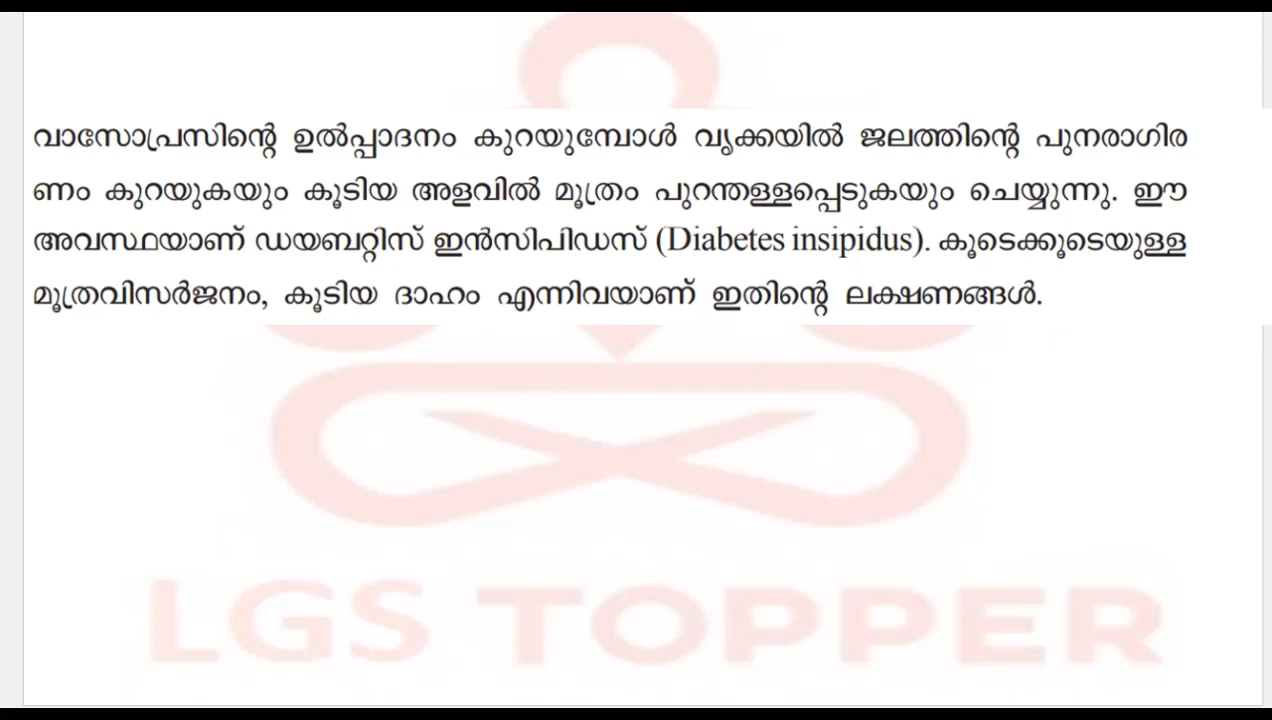 വാസോപ്രസിന്റെ ഉൽപ്പാദനം കുറയുമ്പോൾ വൃക്കയിൽ ജലത്തിന്റെ പുനരാഗിര
ണം കുറയുകയും കൂടിയ അളവിൽ മൂത്രം പുറന്തള്ളപ്പെടുകയും ചെയ്യുന്നു. ഈ
അവസ്ഥയാണ് ഡയബറ്റിസ് ഇൻസിപിഡസ് (Diabetes insipidus). കൂടെക്കൂടെയുള്ള
മൂത്രവിസർജനം, കൂടിയ ദാഹം എന്നിവയാണ് ഇതിന്റെ ലക്ഷണങ്ങൾ.
LGS TOPPER